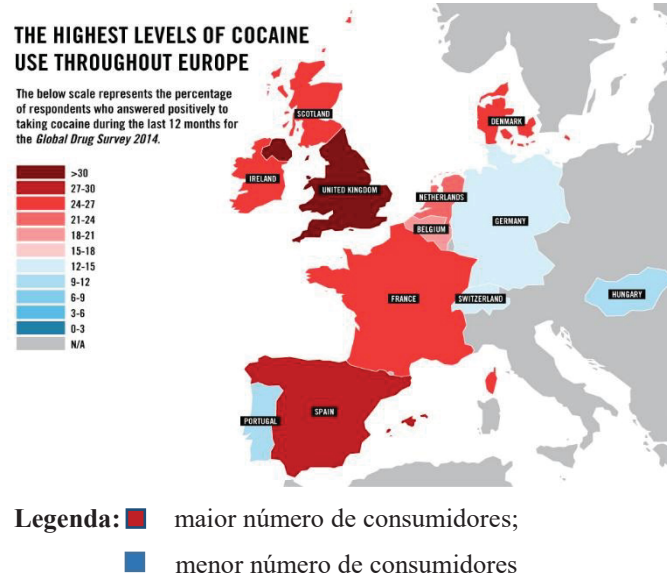 THE HIGHEST LEVELS OF COCAINE
USE THROUGHOUT EUROPE
The below scale represents the percentage
of respondents who answered positively to
taking cocaine during the last 12 months for
the Global Drug Survey 2014.
>30
27-30
24-27
21-24
18-21
15-18
12-15
9-12
6-9
3-6
0-3
N/A
SCOTLAND
DENMARK
IRELAND
UNITED KINGDOM
NETHERLANDS
GERMANY
BELGIUM
FRANCE
SWITZERLAND
HUNGARY
PORTUGAL
SPAIN
Legenda: maior número de consumidores;
menor número de consumidores